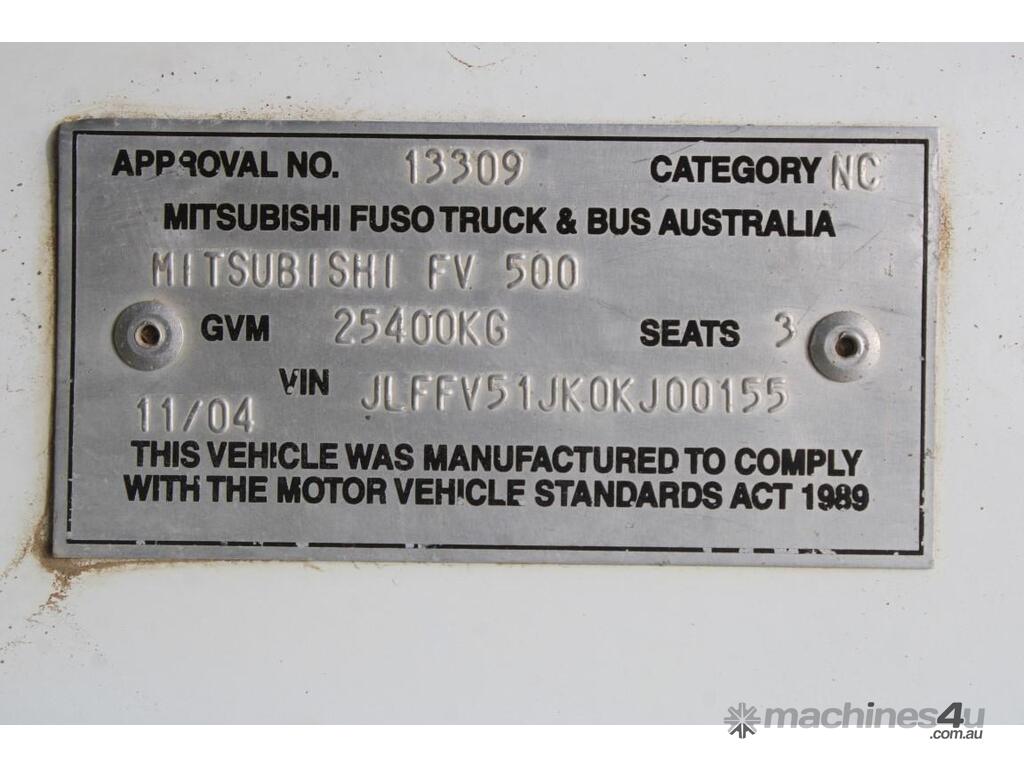 APPROVAL NO. 13309 CATEGORY NC
MITSUBISHI FUSO TRUCK & BUS AUSTRALIA
MITSUBISHI FV 500
GVM 25400KG SEATS 3
VIN JLFFV51JK0KJ00155
11/04
THIS VEHICLE WAS MANUFACTURED TO COMPLY
WITH THE MOTOR VEHICLE STANDARDS ACT 1989
machines4u
.com.au